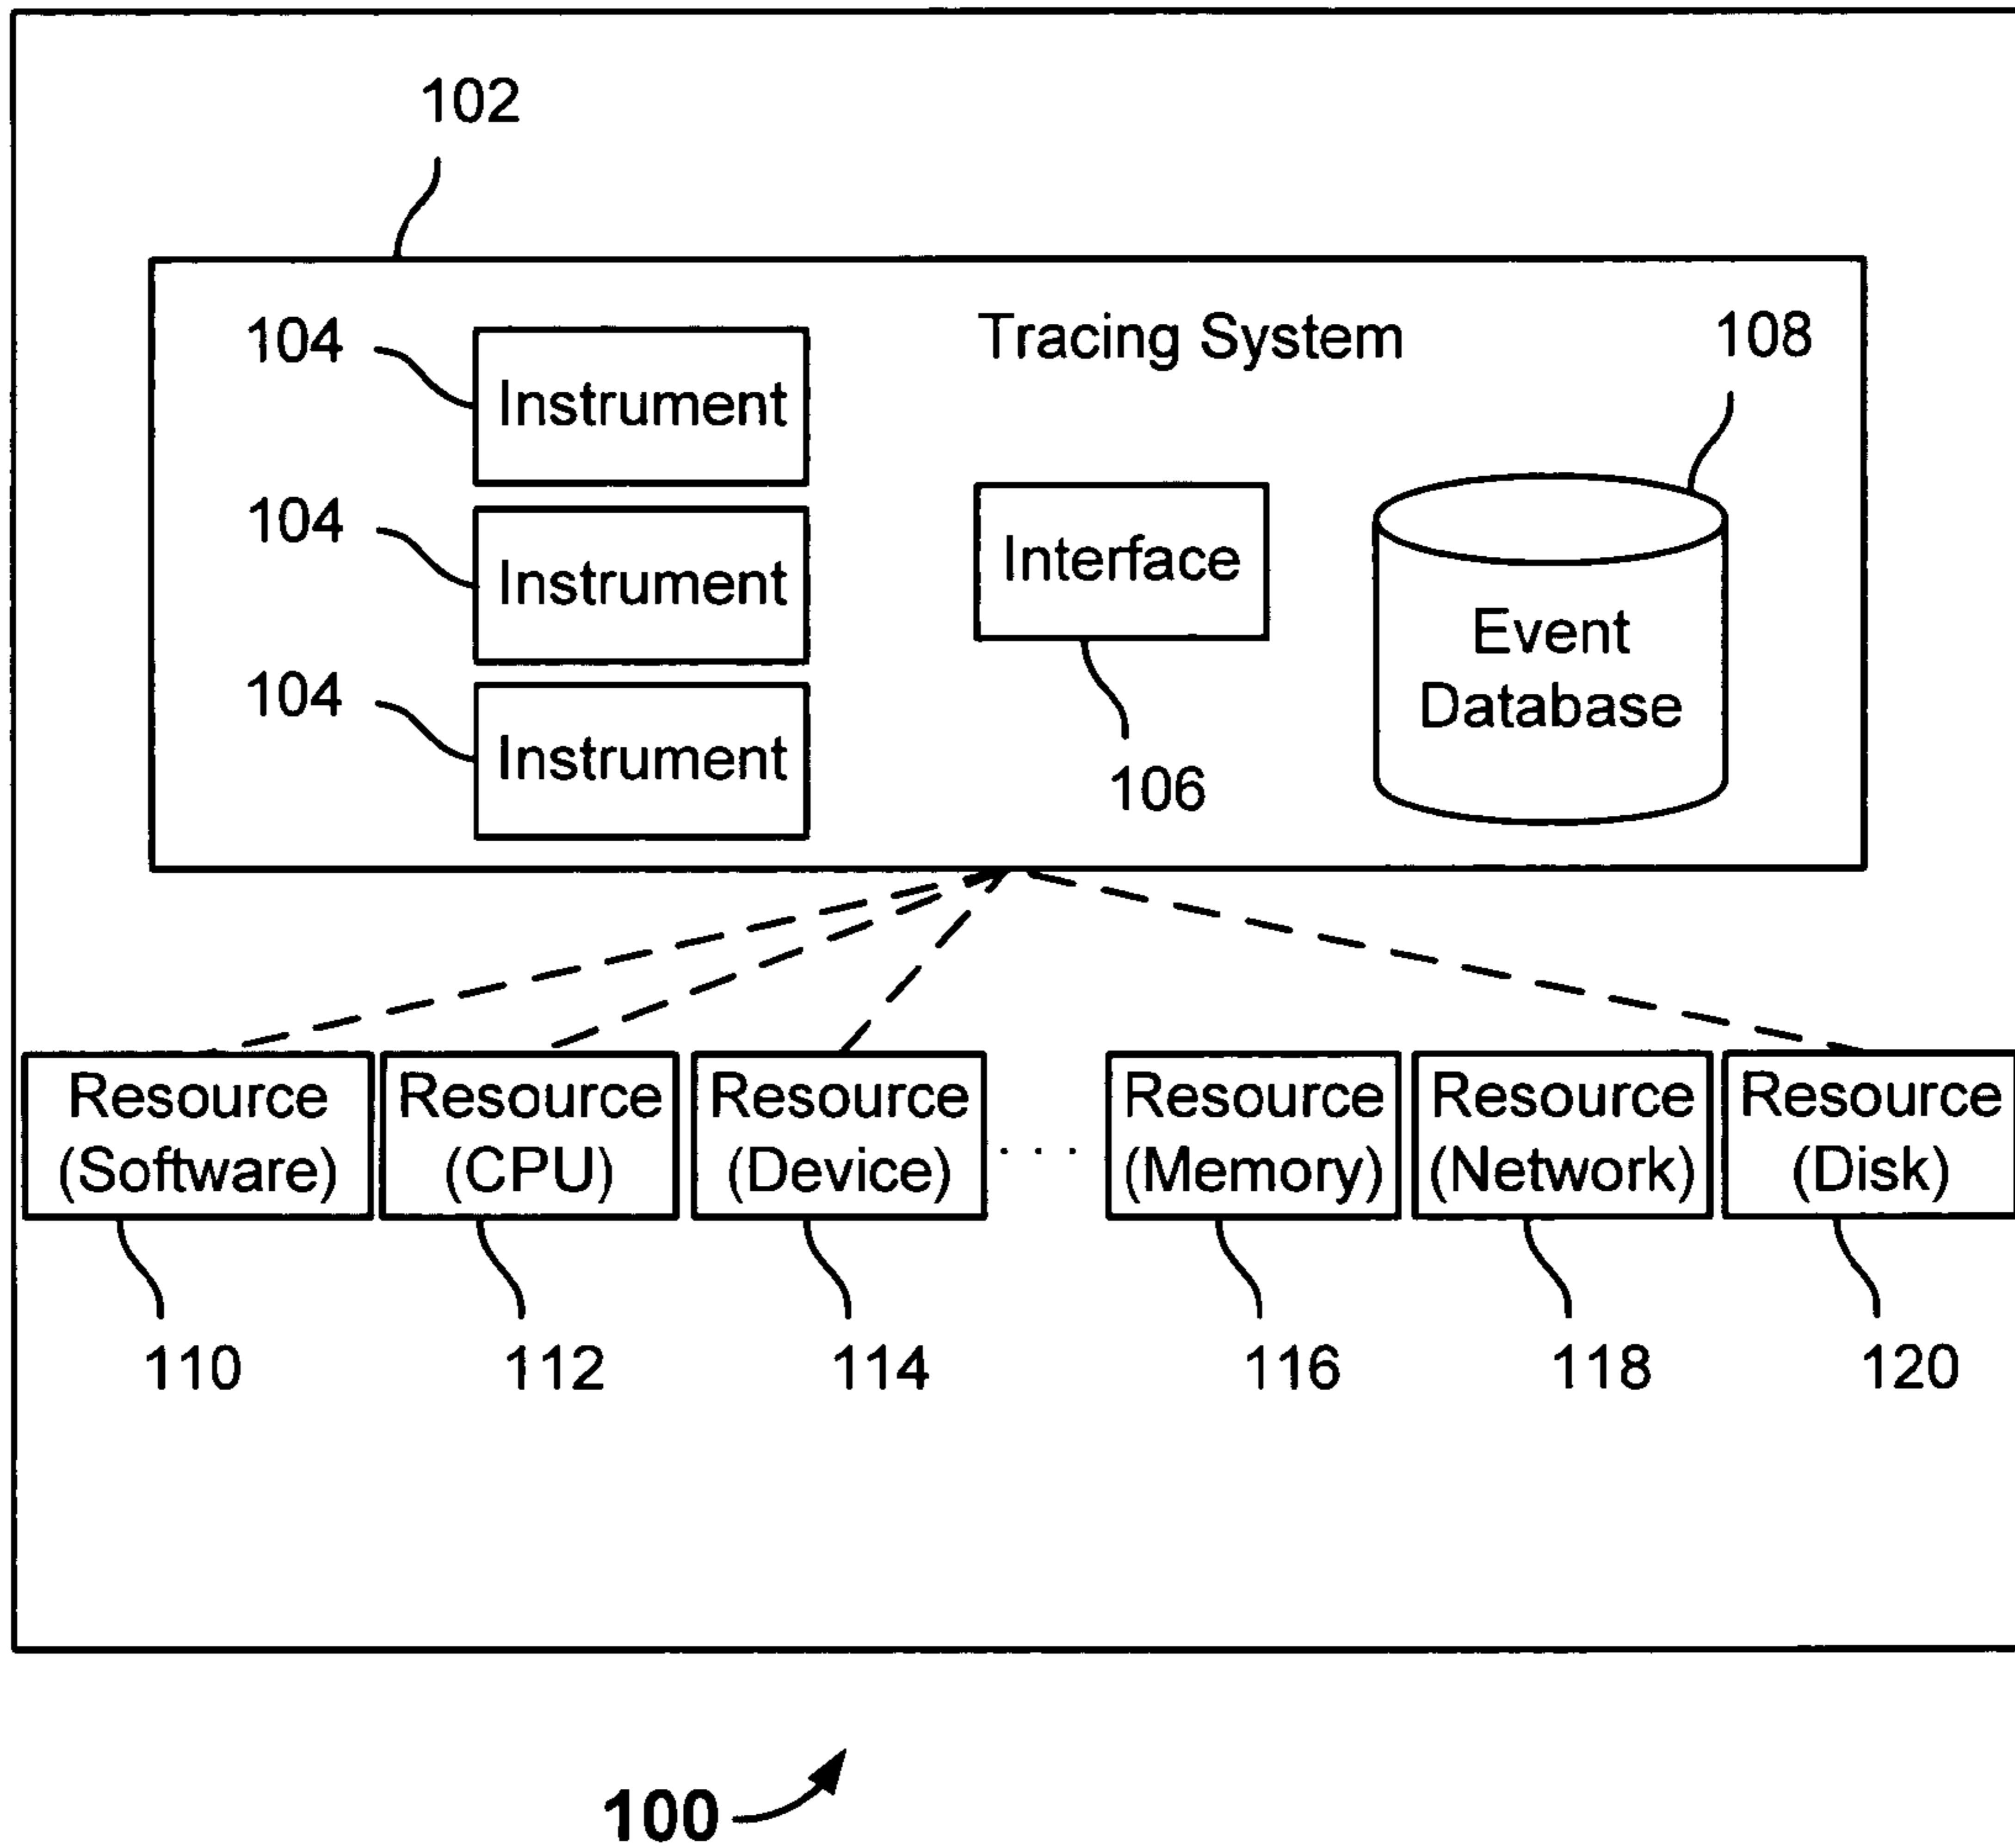 102
104
Instrument
Tracing System
108
104
Instrument
Interface
Event
Database
104
Instrument
106
Resource
(Software)
Resource
(CPU)
Resource
(Device)
. . .
Resource
(Memory)
Resource
(Network)
Resource
(Disk)
110
112
114
116
118
120
100